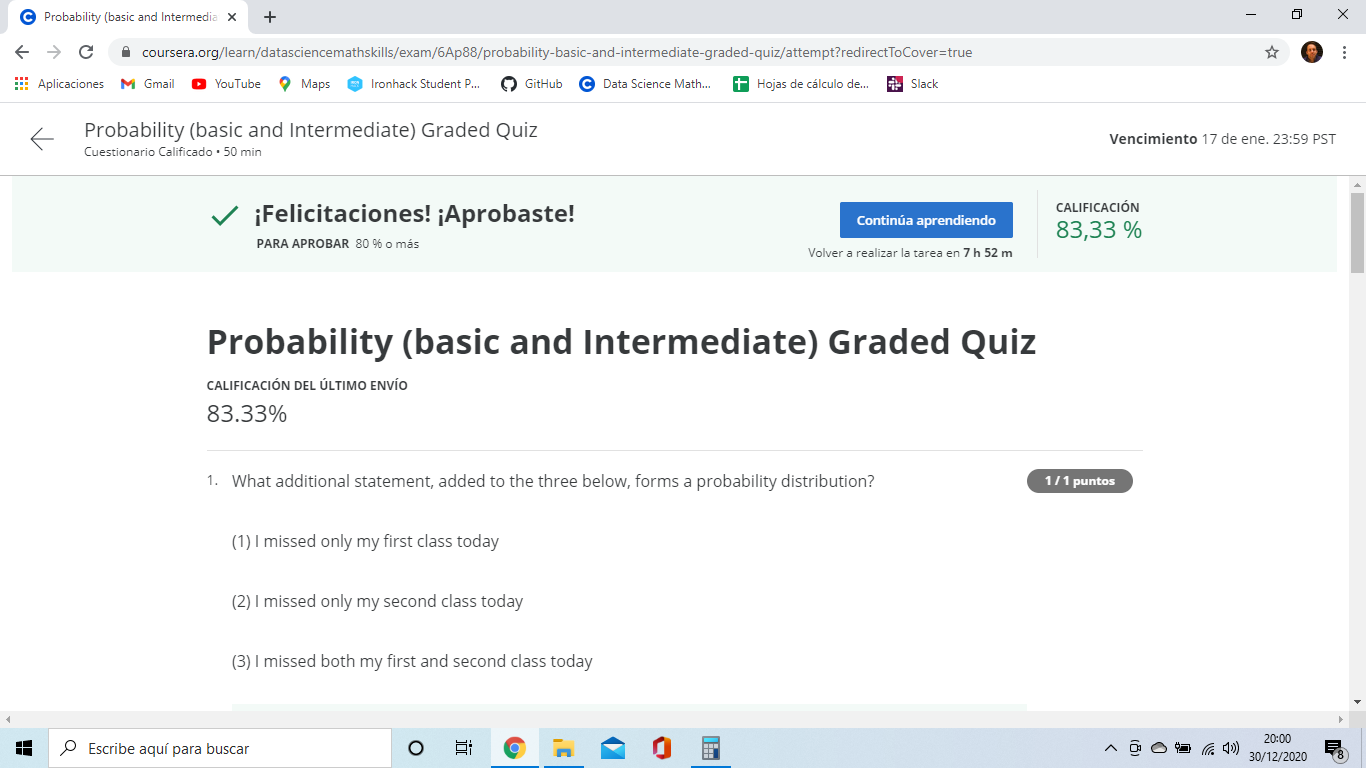 Probability (basic and Intermedia
coursera.org/learn/datasciencemathskills/exam/6Ap88/probability-basic-and-intermediate-graded-quiz/attempt?redirectToCover=true
Aplicaciones Gmail YouTube Maps Ironhack Student P... GitHub Data Science Math... Hojas de cálculo de... Slack
Probability (basic and Intermediate) Graded Quiz
Cuestionario Calificado • 50 min
Vencimiento 17 de ene. 23:59 PST
¡Felicitaciones! ¡Aprobaste!
PARA APROBAR 80 % o más
Continúa aprendiendo
Volver a realizar la tarea en 7 h 52 m
CALIFICACIÓN
83,33 %
Probability (basic and Intermediate) Graded Quiz
CALIFICACIÓN DEL ÚLTIMO ENVÍO
83.33%
1. What additional statement, added to the three below, forms a probability distribution?
1 / 1 puntos
(1) I missed only my first class today
(2) I missed only my second class today
(3) I missed both my first and second class today
Escribe aquí para buscar
20:00
30/12/2020
8